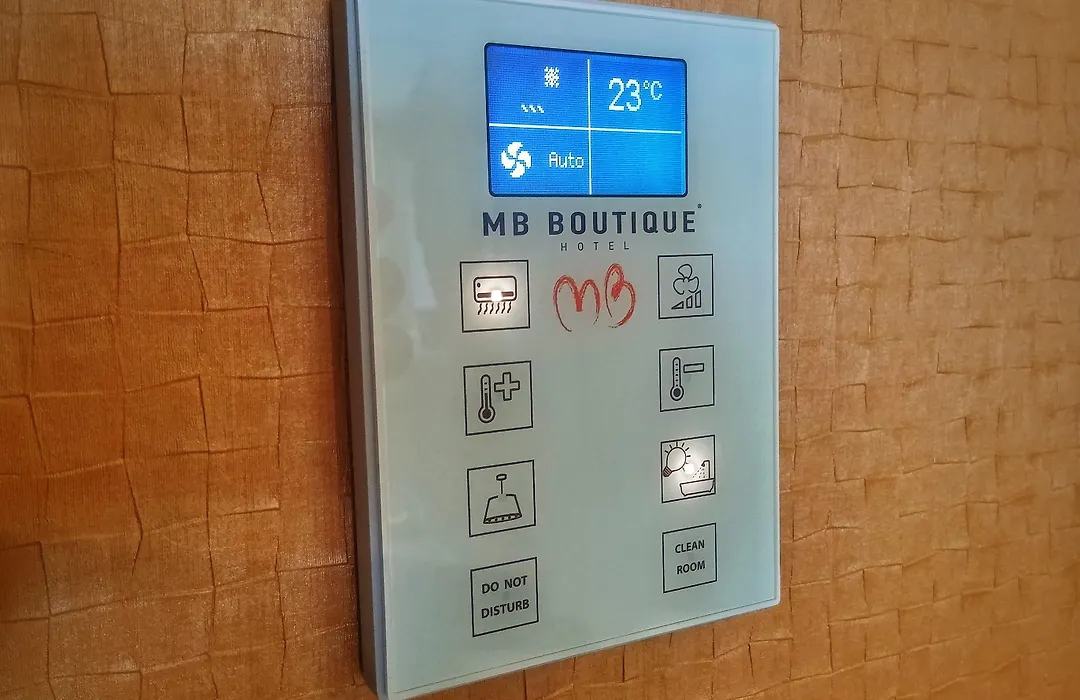 23°C
Auto
MB BOUTIQUE
HOTEL
MB
DO NOT
DISTURB
CLEAN
ROOM